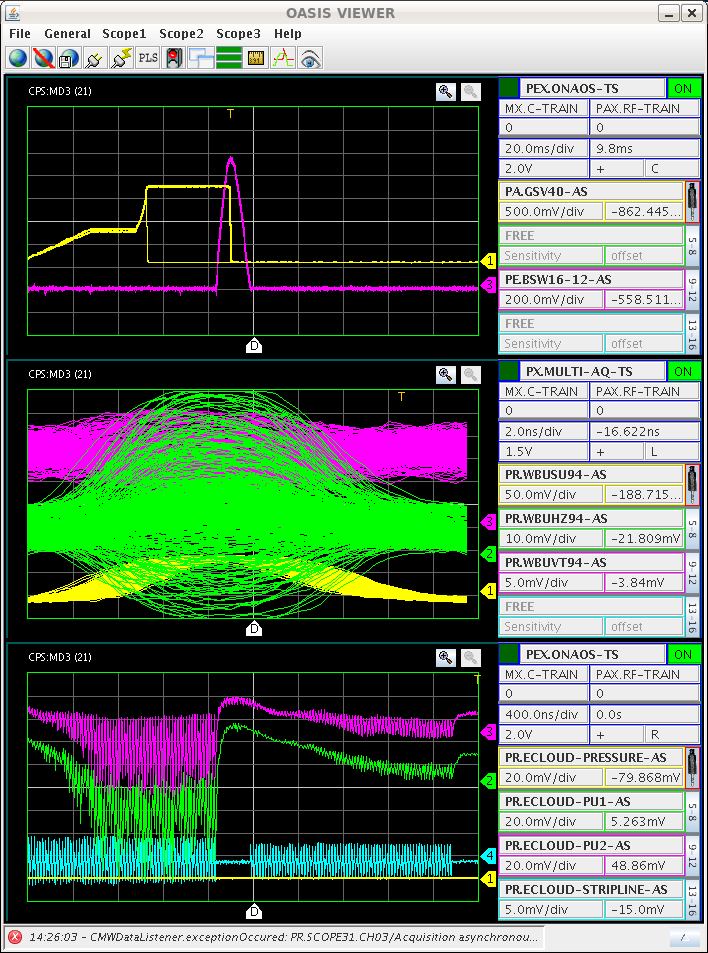 OASIS VIEWER
File General Scope1 Scope2 Scope3 Help
PLS
CPS:MD3 (21)
T
1
3
D
PEX.ONAOS-TS ON
MX.C-TRAIN PAX.RF-TRAIN
0 0
20.0ms/div 9.8ms
2.0V + C
PA.GSV40-AS
500.0mV/div -862.445...
FREE
Sensitivity offset
5-8
PE.BSW16-12-AS
200.0mV/div -558.511...
9-12
FREE
Sensitivity offset
13-16
CPS:MD3 (21)
T
3
2
1
D
PX.MULTI-AQ-TS ON
MX.C-TRAIN PAX.RF-TRAIN
0 0
2.0ns/div -16.622ns
1.5V + L
PR.WBUSU94-AS
50.0mV/div -188.715...
PR.WBUHZ94-AS
10.0mV/div -21.809mV
5-8
PR.WBUVT94-AS
5.0mV/div -3.84mV
9-12
FREE
Sensitivity offset
13-16
CPS:MD3 (21)
T
3
2
4
1
D
PEX.ONAOS-TS ON
MX.C-TRAIN PAX.RF-TRAIN
0 0
400.0ns/div 0.0s
2.0V + R
PR.ECLOUD-PRESSURE-AS
20.0mV/div -79.868mV
PR.ECLOUD-PU1-AS
20.0mV/div 5.263mV
5-8
PR.ECLOUD-PU2-AS
20.0mV/div 48.86mV
9-12
PR.ECLOUD-STRIPLINE-AS
5.0mV/div -15.0mV
13-16
14:26:03 - CMWDataListener.exceptionOccured: PR.SCOPE31.CH03/Acquisition asynchronou...